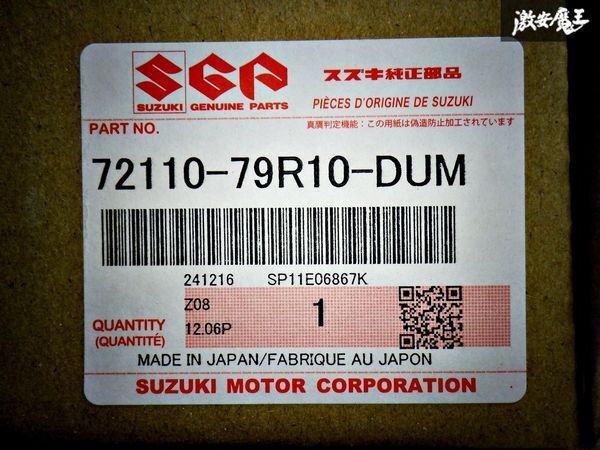 激安魔王
SGP
スズキ純正部品
SUZUKI GENUINE PARTS
PIÈCES D'ORIGINE DE SUZUKI
PART NO.
真贋判定機能：この用紙は偽造防止加工されています
72110-79R10-DUM
241216 SP11E06867K
Z08
1
12.06P
QUANTITY
(QUANTITÉ)
MADE IN JAPAN/FABRIQUE AU JAPON
SUZUKI MOTOR CORPORATION